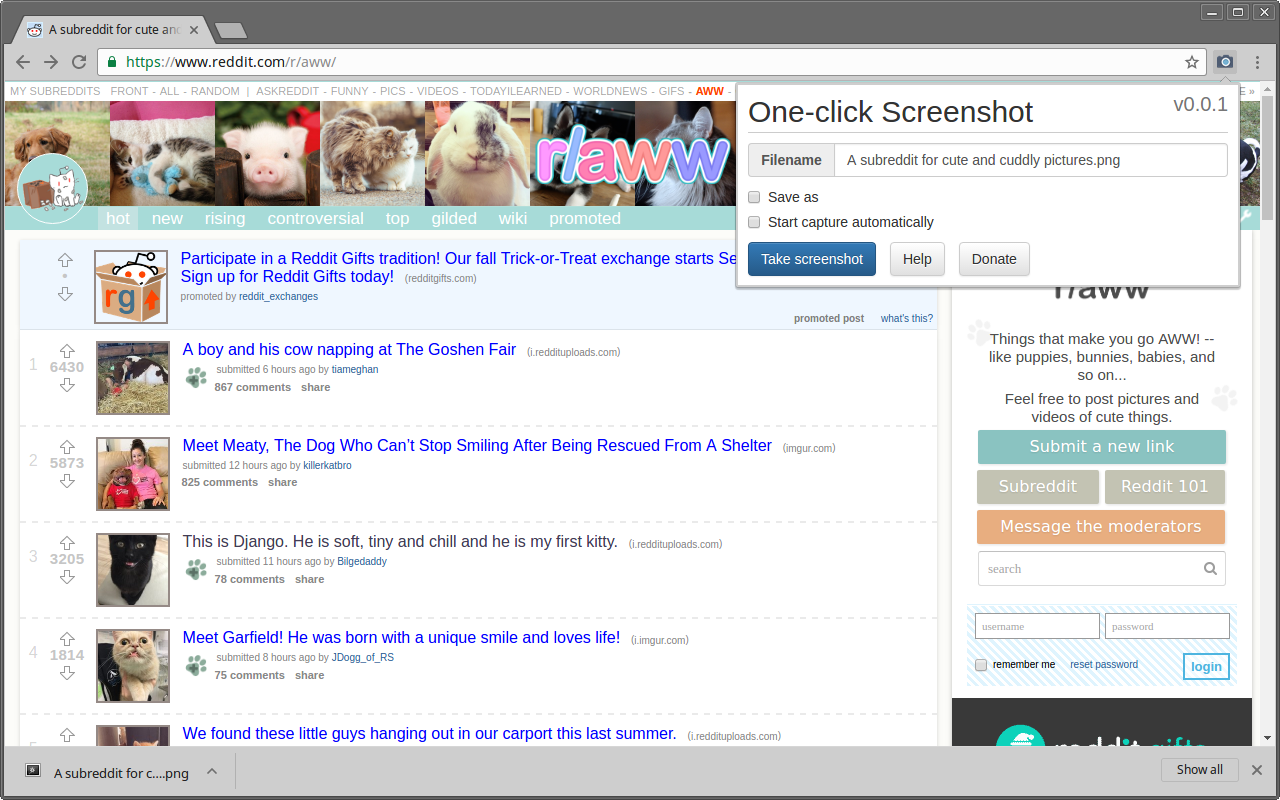 A subreddit for cute and
https://www.reddit.com/r/aww/
MY SUBREDDITS FRONT - ALL - RANDOM | ASKREDDIT - FUNNY - PICS - VIDEOS - TODAYILEARNED - WORLDNEWS - GIFS - AWW -
E »
One-click Screenshot
v0.0.1
Filename
A subreddit for cute and cuddly pictures.png
Save as
Start capture automatically
Take screenshot
Help
Donate
r/aww
hot new rising controversial top gilded wiki promoted
Participate in a Reddit Gifts tradition! Our fall Trick-or-Treat exchange starts Se
Sign up for Reddit Gifts today! (redditgifts.com)
promoted by reddit_exchanges
promoted post what's this?
rg
1
6430
A boy and his cow napping at The Goshen Fair (i.reddituploads.com)
submitted 6 hours ago by tiameghan
867 comments share
2
5873
Meet Meaty, The Dog Who Can’t Stop Smiling After Being Rescued From A Shelter (imgur.com)
submitted 12 hours ago by killerkatbro
825 comments share
3
3205
This is Django. He is soft, tiny and chill and he is my first kitty. (i.reddituploads.com)
submitted 11 hours ago by Bilgedaddy
78 comments share
4
1814
Meet Garfield! He was born with a unique smile and loves life! (i.imgur.com)
submitted 8 hours ago by JDogg_of_RS
75 comments share
5
We found these little guys hanging out in our carport this last summer. (i.reddituploads.com)
r/aww
Things that make you go AWW! --
like puppies, bunnies, babies, and
so on...
Feel free to post pictures and
videos of cute things.
Submit a new link
Subreddit
Reddit 101
Message the moderators
search
username
password
remember me
reset password
login
reddit gifts
A subreddit for c....png
Show all